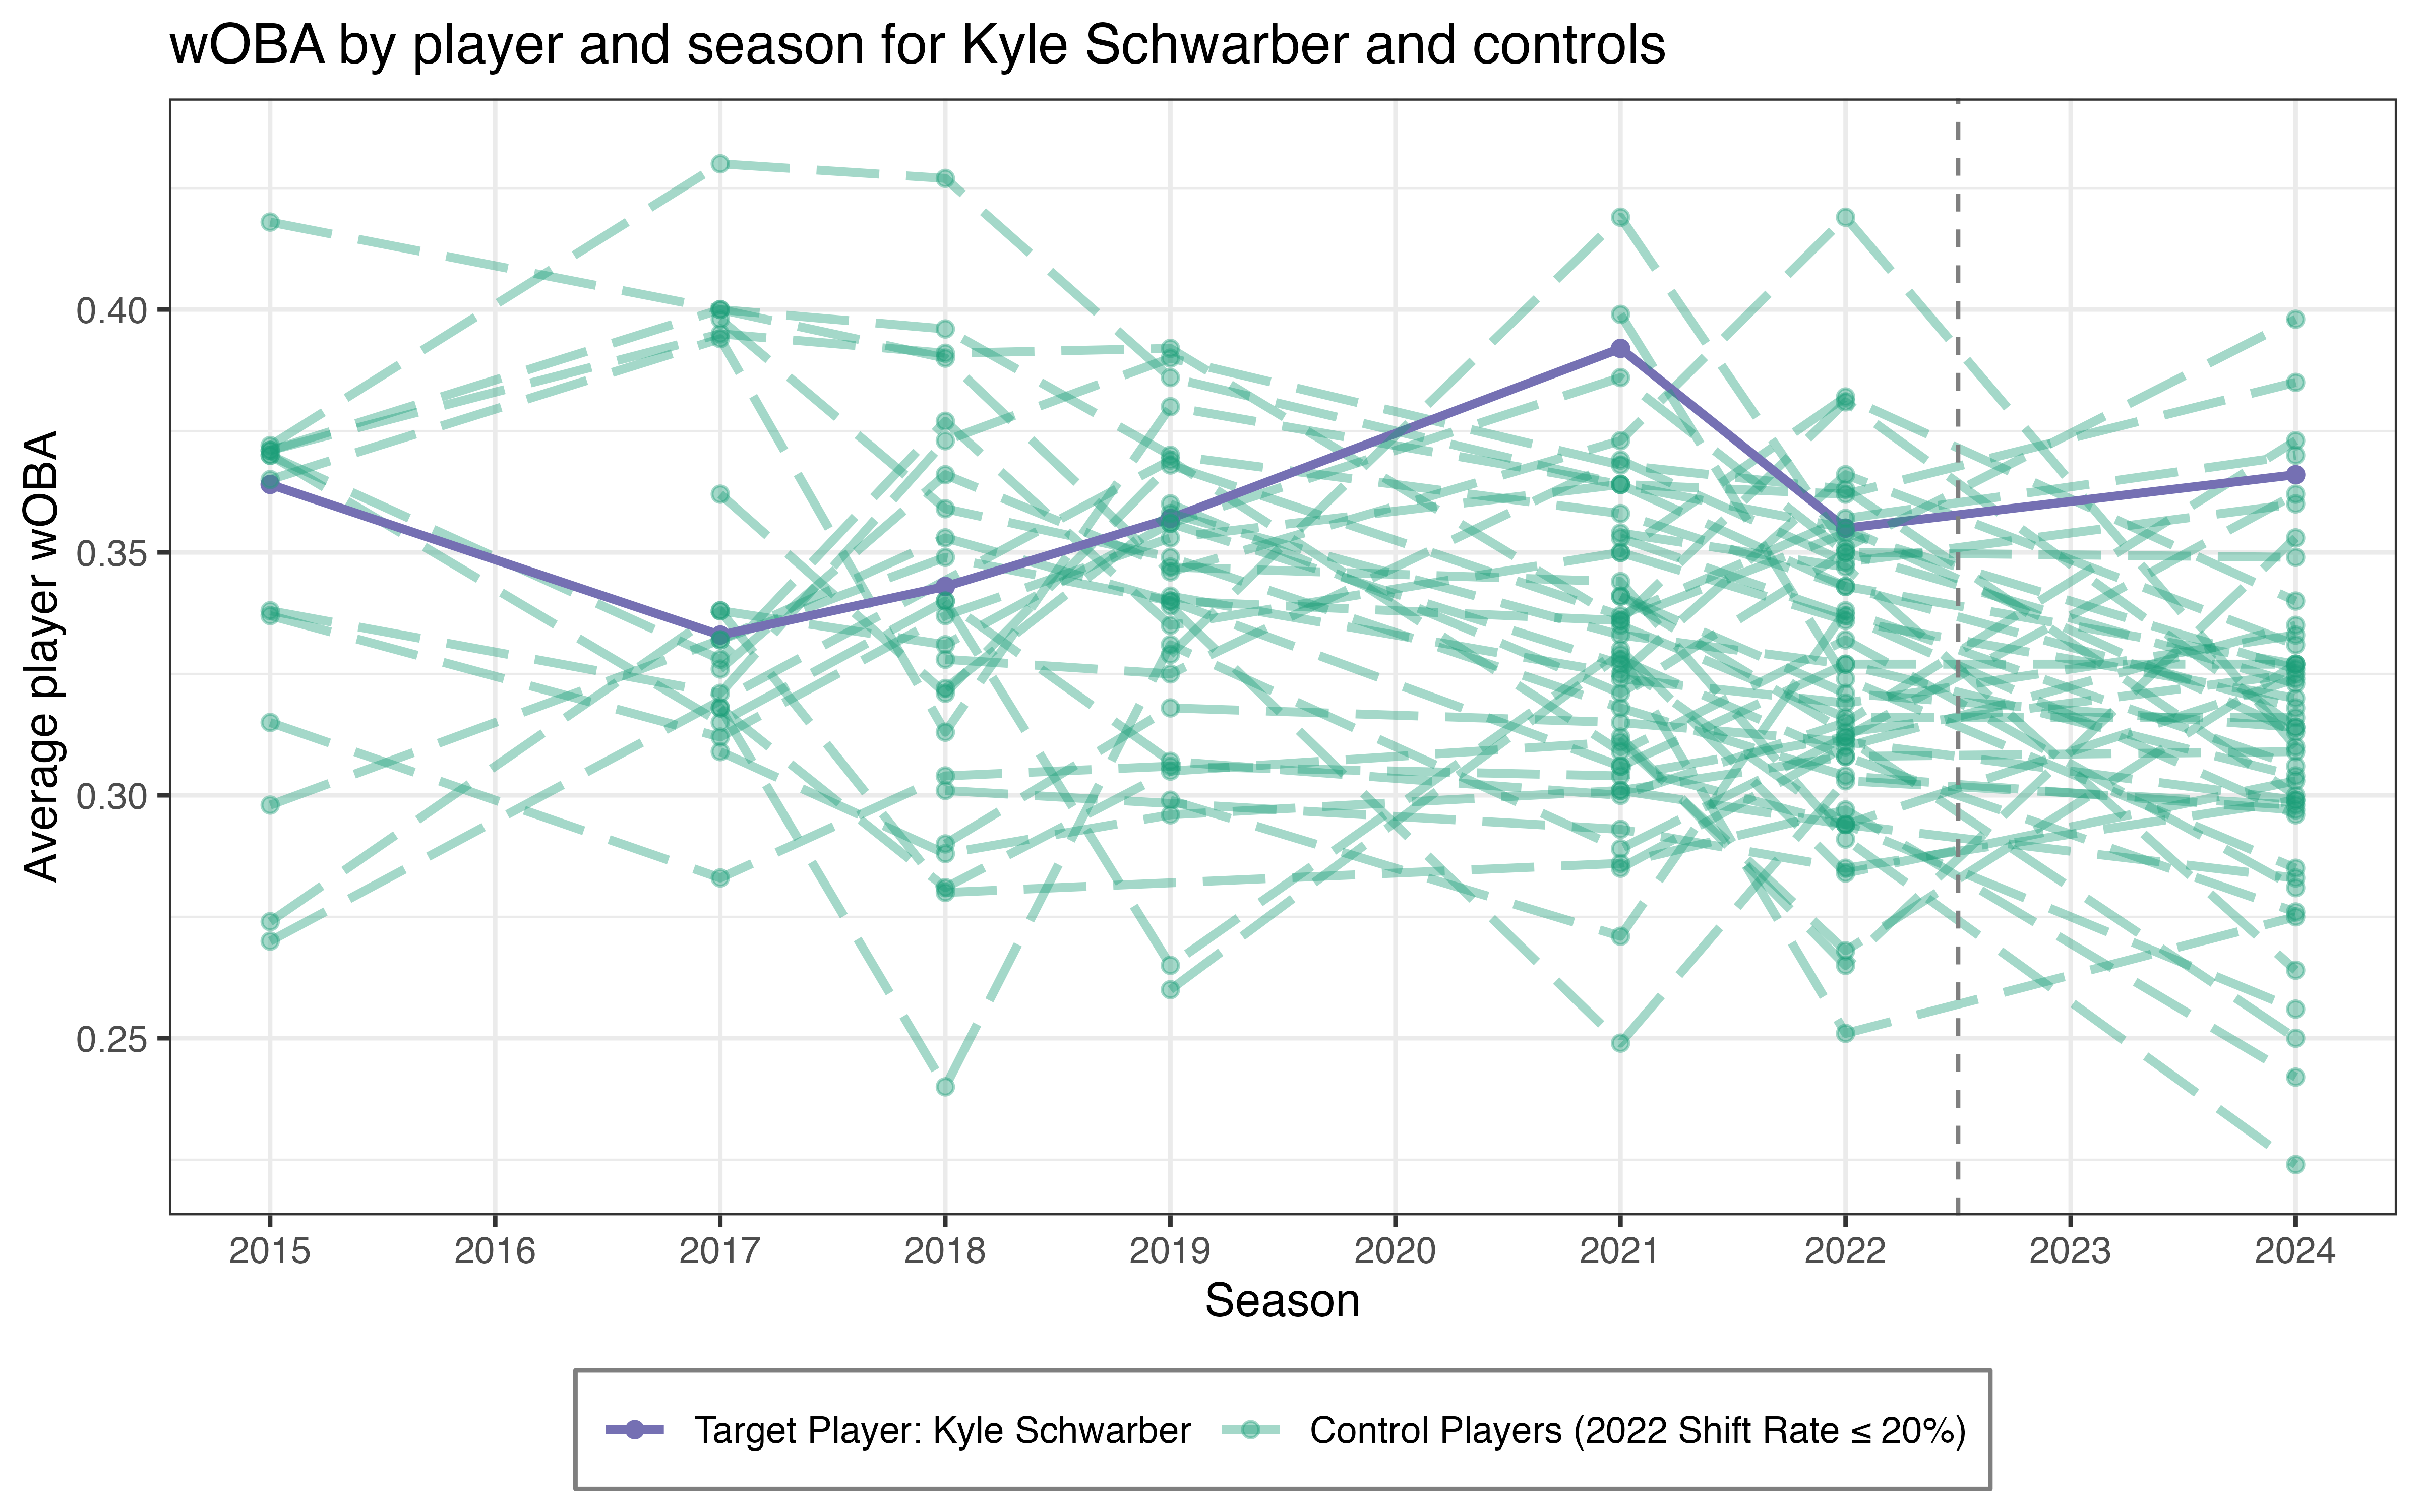 wOBA by player and season for Kyle Schwarber and controls
Average player wOBA
0.40
0.35
0.30
0.25
2015 2016 2017 2018 2019 2020 2021 2022 2023 2024
Season
Target Player: Kyle Schwarber Control Players (2022 Shift Rate ≤ 20%)